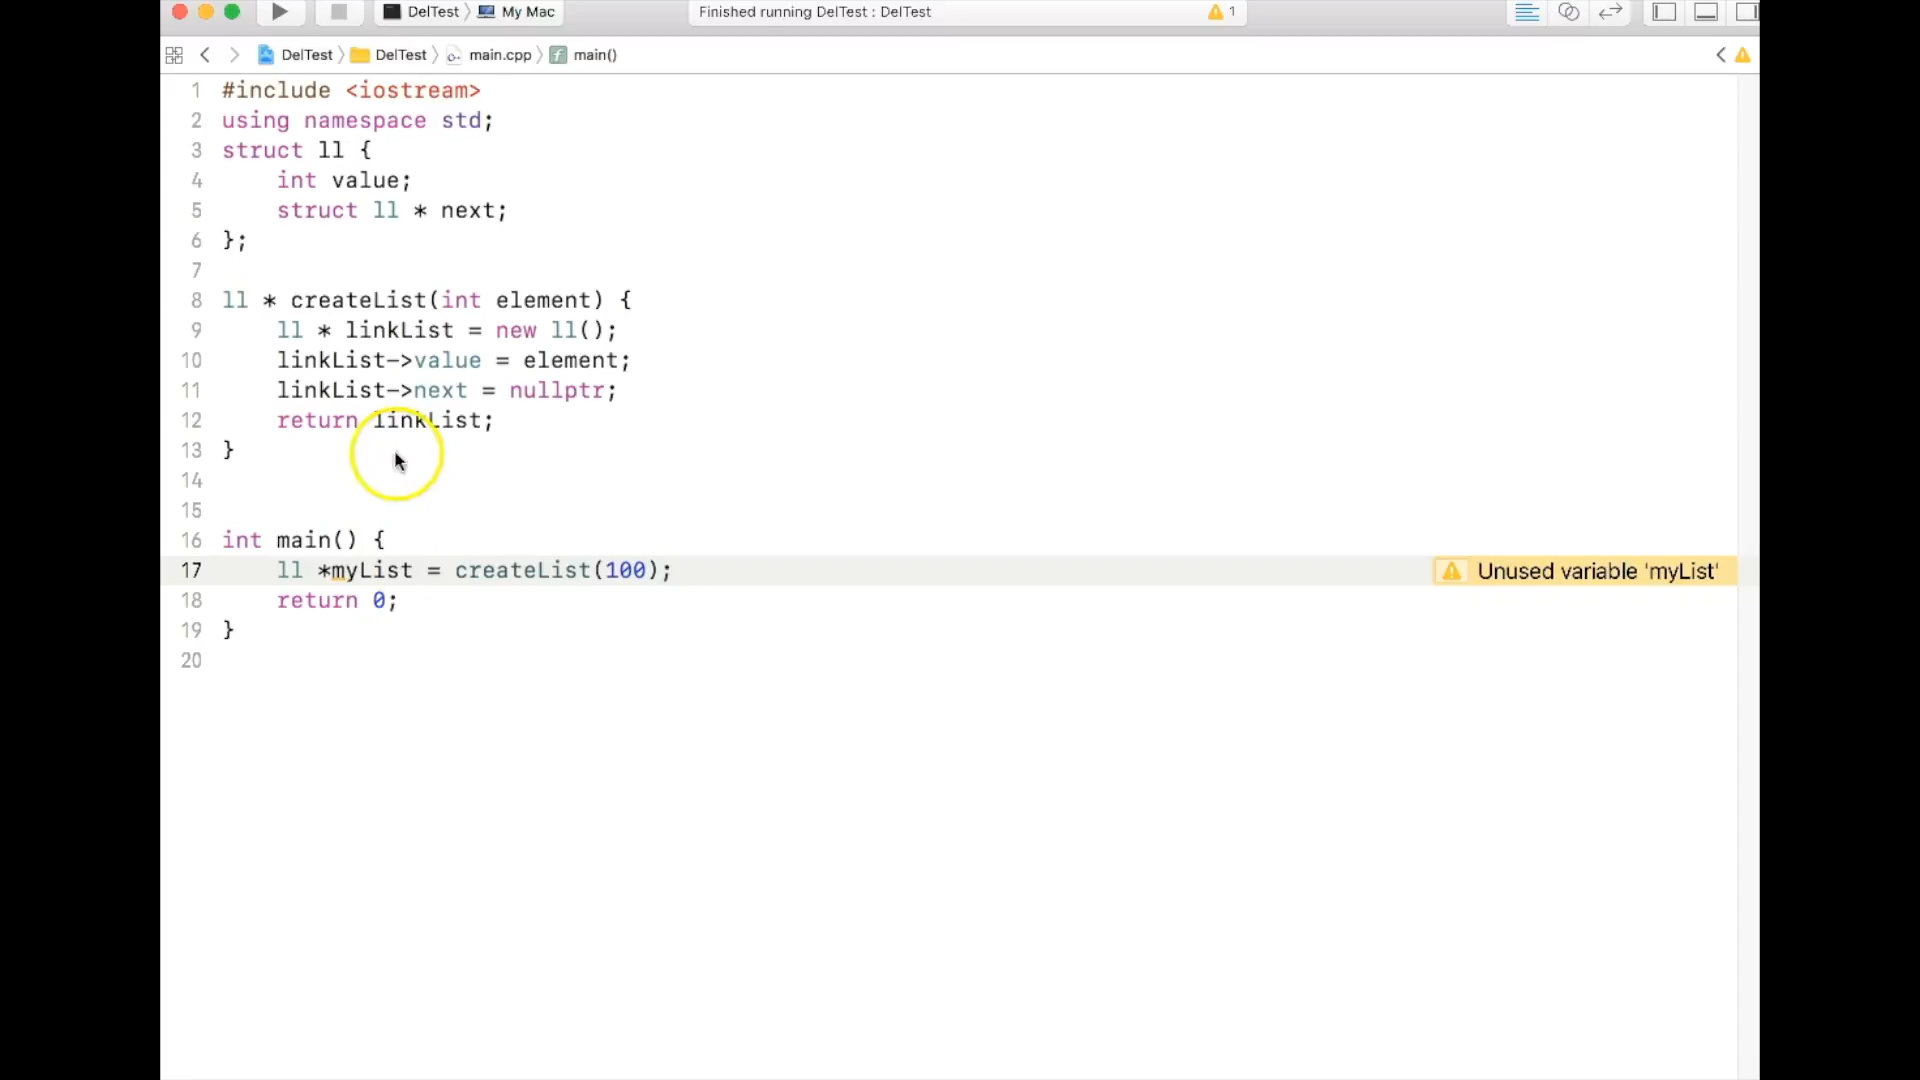 DelTest 〉 My Mac
Finished running DelTest : DelTest
1
DelTest 〉 DelTest 〉 main.cpp 〉 f main()
1 #include <iostream>
2 using namespace std;
3 struct ll {
4     int value;
5     struct ll * next;
6 };
7
8 ll * createList(int element) {
9     ll * linkList = new ll();
10     linkList->value = element;
11     linkList->next = nullptr;
12     return linkList;
13 }
14
15
16 int main() {
17     ll *myList = createList(100);
Unused variable 'myList'
18     return 0;
19 }
20